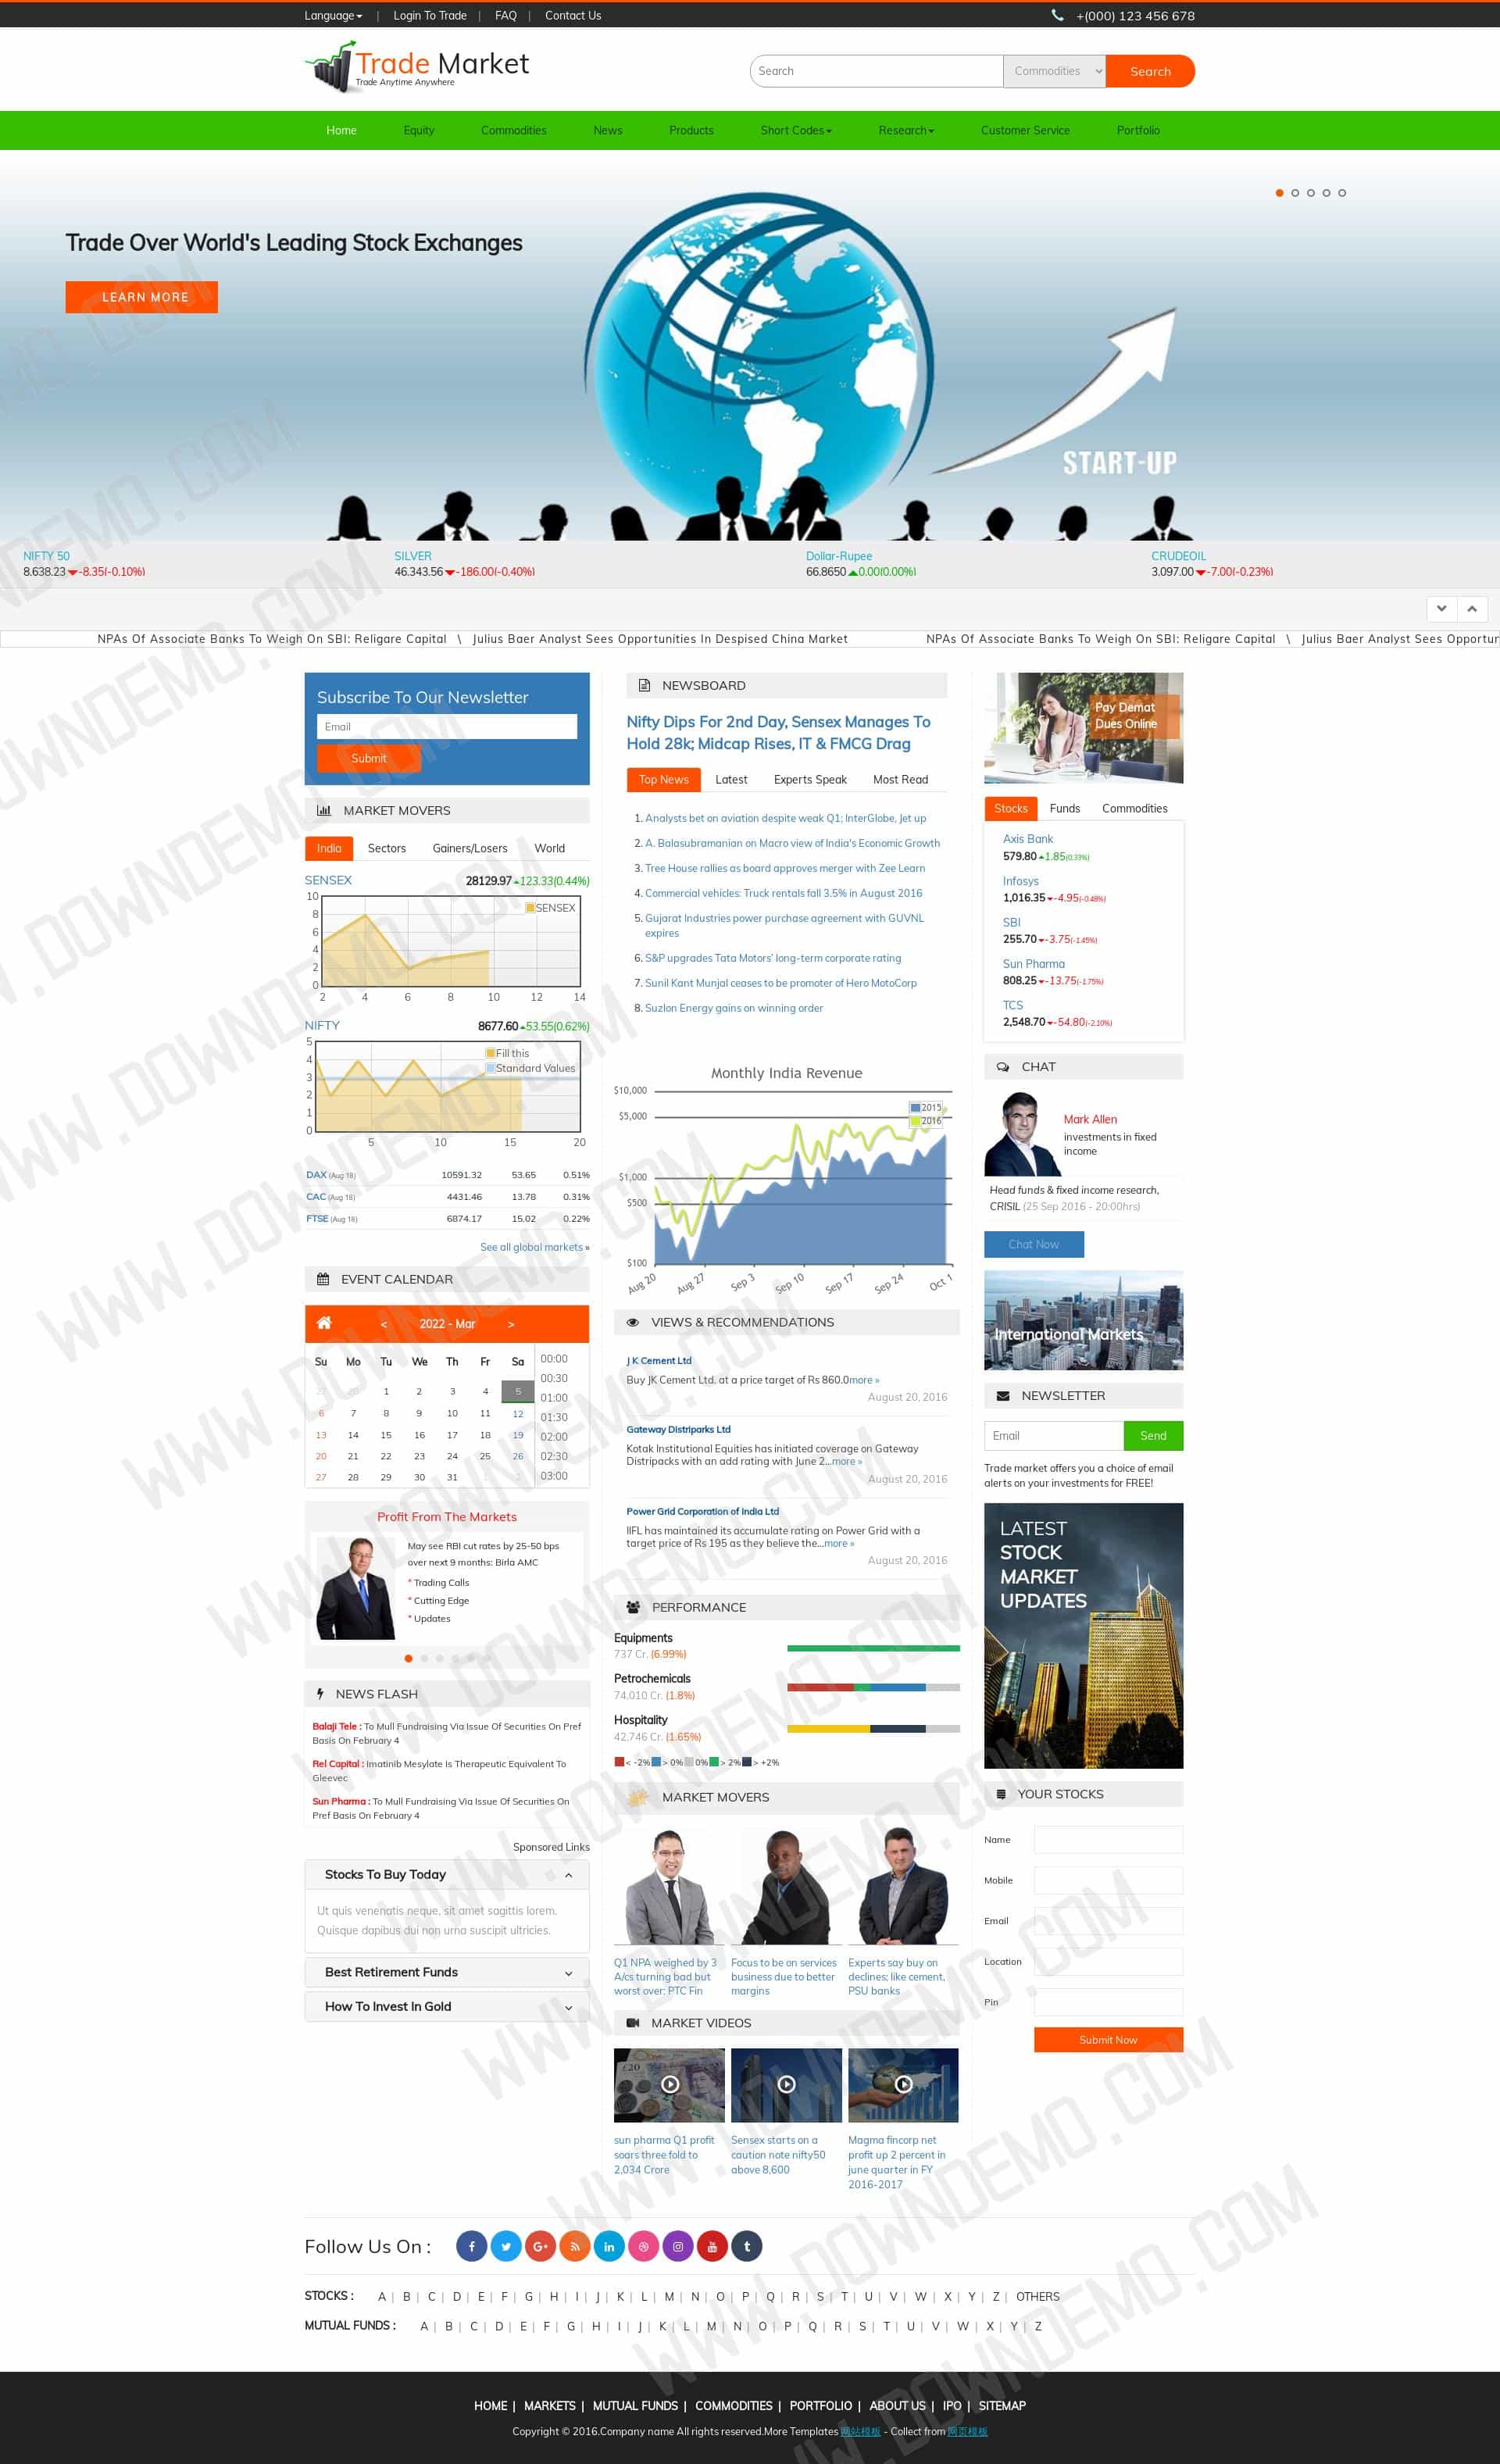 Language | Login To Trade | FAQ | Contact Us
+(000) 123 456 678
Trade Market
Trade Anytime Anywhere
Search
Commodities
Search
Home Equity Commodities News Products Short Codes Research Customer Service Portfolio
Trade Over World's Leading Stock Exchanges
LEARN MORE
START-UP
NIFTY 50
8,638.23 -8.35(-0.10%)
SILVER
46,343.56 -186.00(-0.40%)
Dollar-Rupee
66.8650 0.00(0.00%)
CRUDEOIL
3,097.00 -7.00(-0.23%)
NPAs Of Associate Banks To Weigh On SBI: Religare Capital \ Julius Baer Analyst Sees Opportunities In Despised China Market
NPAs Of Associate Banks To Weigh On SBI: Religare Capital \ Julius Baer Analyst Sees Opportur
Subscribe To Our Newsletter
Email
Submit
MARKET MOVERS
India Sectors Gainers/Losers World
SENSEX 28129.97 123.33(0.44%)
SENSEX
10
8
6
4
2
0
2 4 6 8 10 12 14
NIFTY 8677.60 53.55(0.62%)
Fill this
Standard Values
5
4
3
2
1
0
5 10 15 20
DAX (Aug 18) 10591.32 53.65 0.51%
CAC (Aug 18) 4431.46 13.78 0.31%
FTSE (Aug 18) 6874.17 15.02 0.22%
See all global markets »
EVENT CALENDAR
< 2022 - Mar >
Su Mo Tu We Th Fr Sa
27 28 1 2 3 4 5
6 7 8 9 10 11 12
13 14 15 16 17 18 19
20 21 22 23 24 25 26
27 28 29 30 31 1 2
00:00
00:30
01:00
01:30
02:00
02:30
03:00
Profit From The Markets
May see RBI cut rates by 25-50 bps
over next 9 months: Birla AMC
* Trading Calls
* Cutting Edge
* Updates
NEWS FLASH
Balaji Tele : To Mull Fundraising Via Issue Of Securities On Pref
Basis On February 4
Rel Capital : Imatinib Mesylate Is Therapeutic Equivalent To
Gleevec
Sun Pharma : To Mull Fundraising Via Issue Of Securities On
Pref Basis On February 4
Sponsored Links
Stocks To Buy Today
Ut quis venenatis neque, sit amet sagittis lorem.
Quisque dapibus dui non urna suscipit ultricies.
Best Retirement Funds
How To Invest In Gold
NEWSBOARD
Nifty Dips For 2nd Day, Sensex Manages To
Hold 28k; Midcap Rises, IT & FMCG Drag
Top News Latest Experts Speak Most Read
1. Analysts bet on aviation despite weak Q1; InterGlobe, Jet up
2. A. Balasubramanian on Macro view of India's Economic Growth
3. Tree House rallies as board approves merger with Zee Learn
4. Commercial vehicles: Truck rentals fall 3.5% in August 2016
5. Gujarat Industries power purchase agreement with GUVNL
expires
6. S&P upgrades Tata Motors' long-term corporate rating
7. Sunil Kant Munjal ceases to be promoter of Hero MotoCorp
8. Suzlon Energy gains on winning order
Monthly India Revenue
$10,000
$5,000
$1,000
$500
$100
2015
2016
Aug 20 Aug 27 Sep 3 Sep 10 Sep 17 Sep 24 Oct 1
VIEWS & RECOMMENDATIONS
J K Cement Ltd
Buy JK Cement Ltd. at a price target of Rs 860.0more »
August 20, 2016
Gateway Distriparks Ltd
Kotak Institutional Equities has initiated coverage on Gateway
Distripacks with an add rating with June 2...more »
August 20, 2016
Power Grid Corporation of India Ltd
IIFL has maintained its accumulate rating on Power Grid with a
target price of Rs 195 as they believe the...more »
August 20, 2016
PERFORMANCE
Equipments
737 Cr. (6.99%)
Petrochemicals
74,010 Cr. (1.8%)
Hospitality
42,746 Cr. (1.65%)
< -2% > 0% 0% > 2% > +2%
MARKET MOVERS
Q1 NPA weighed by 3
A/cs turning bad but
worst over: PTC Fin
Focus to be on services
business due to better
margins
Experts say buy on
declines; like cement,
PSU banks
MARKET VIDEOS
£20
sun pharma Q1 profit
soars three fold to
2,034 Crore
Sensex starts on a
caution note nifty50
above 8,600
Magma fincorp net
profit up 2 percent in
june quarter in FY
2016-2017
Pay Demat
Dues Online
Stocks Funds Commodities
Axis Bank
579.80 1.85(0.33%)
Infosys
1,016.35 -4.95(-0.48%)
SBI
255.70 -3.75(-1.45%)
Sun Pharma
808.25 -13.75(-1.75%)
TCS
2,548.70 -54.80(-2.10%)
CHAT
Mark Allen
investments in fixed
income
Head funds & fixed income research,
CRISIL (25 Sep 2016 - 20:00hrs)
Chat Now
International Markets
NEWSLETTER
Email
Send
Trade market offers you a choice of email
alerts on your investments for FREE!
LATEST
STOCK
MARKET
UPDATES
YOUR STOCKS
Name
Mobile
Email
Location
Pin
Submit Now
Follow Us On :
STOCKS : A | B | C | D | E | F | G | H | I | J | K | L | M | N | O | P | Q | R | S | T | U | V | W | X | Y | Z | OTHERS
MUTUAL FUNDS : A | B | C | D | E | F | G | H | I | J | K | L | M | N | O | P | Q | R | S | T | U | V | W | X | Y | Z
HOME | MARKETS | MUTUAL FUNDS | COMMODITIES | PORTFOLIO | ABOUT US | IPO | SITEMAP
Copyright © 2016.Company name All rights reserved.More Templates 网站模板 - Collect from 网页模板
WWW.DOWNDEMO.COM